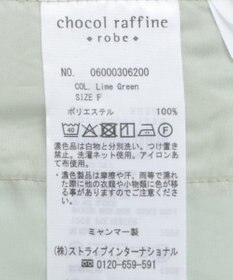 chocol raffine
robe
NO. 06000306200
COL. Lime Green
SIZE F
ポリエステル 100%
40
濃色品は白物と分別洗い。つけ置き禁
止。洗濯ネット使用。アイロンあ
て布使用。
・濃色製品は摩擦や汗、雨等で濡れ
た際に他の衣類や小物類に色が移
る事がありますのでご注意下さ
い。
ミャンマー製
(株)ストライプインターナショナル
☎ 0120-659-591